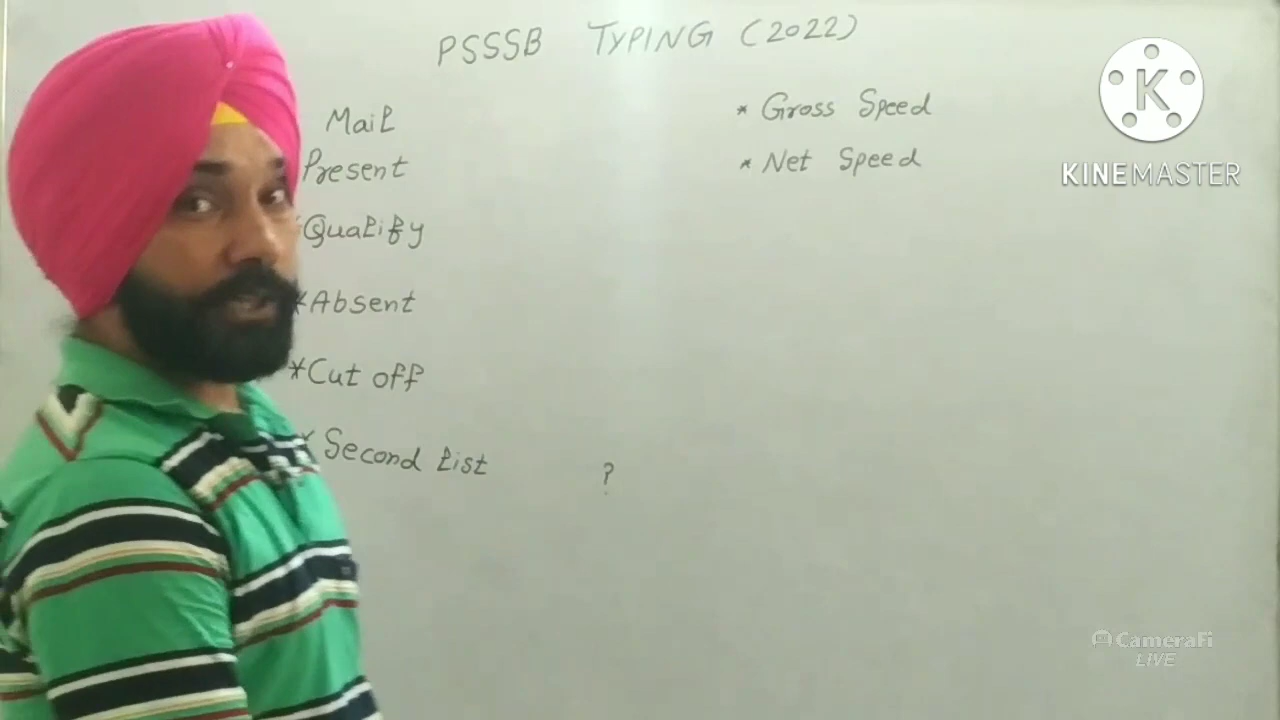 PSSSB TYPING (2022)
Mail
Present
Qualify
*Absent
*Cut off
* Second List
?
* Gross Speed
* Net Speed
K
KINEMASTER
CameraFi
LIVE